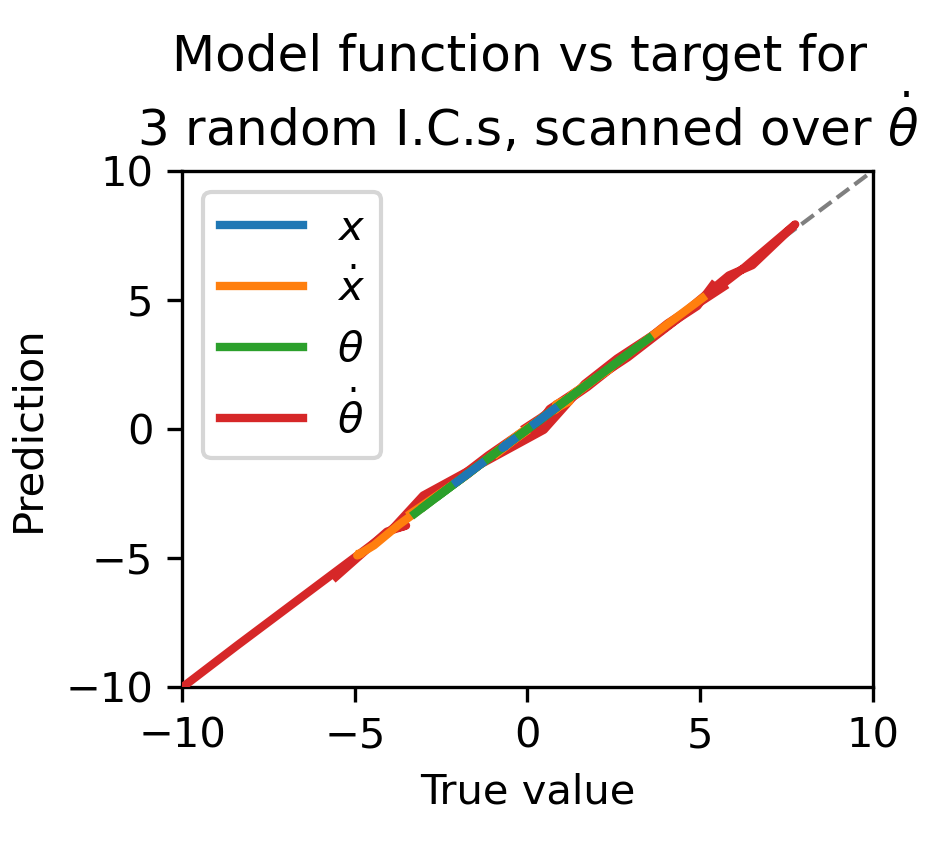 Model function vs target for
3 random I.C.s, scanned over θ̇
10
5
0
−5
−10
x
ẋ
θ
θ̇
Prediction
−10
−5
0
5
10
True value